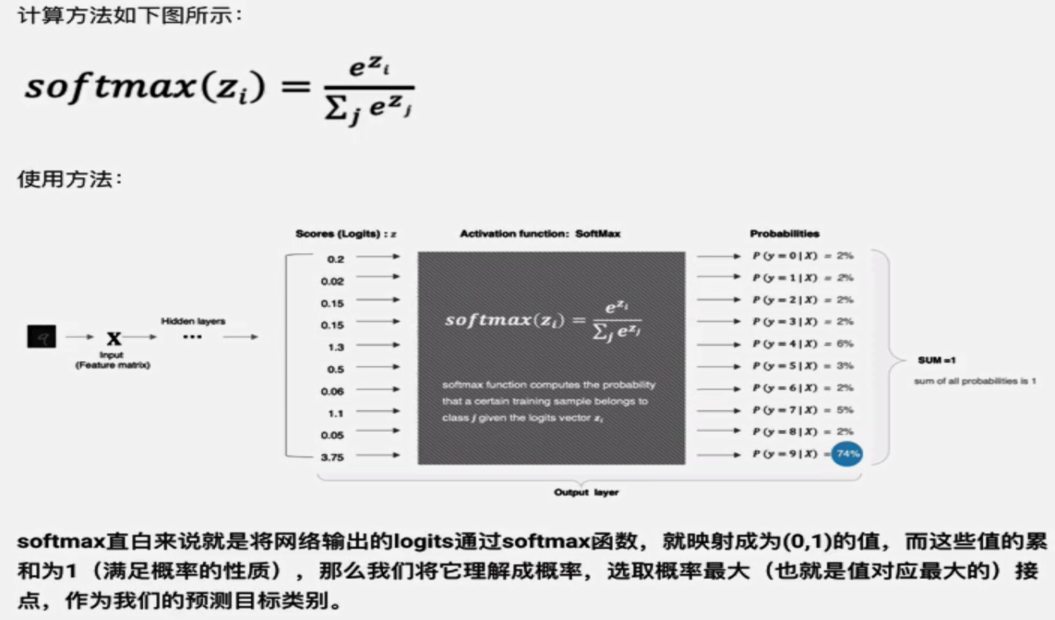 计算方法如下图所示：
softmax(z_i) = e^{z_i} / Σ_j e^{z_j}
使用方法：
Scores (Logits) : z
Activation function: SoftMax
Probabilities
0.2
0.02
0.15
0.15
1.3
0.5
0.06
1.1
0.05
3.75
Hidden layers
X
...
Input
(Feature matrix)
softmax(z_i) = e^{z_i} / Σ_j e^{z_j}
softmax function computes the probability
that a certain training sample belongs to
class j given the logits vector z_i
P(y=0|X) = 2%
P(y=1|X) = 2%
P(y=2|X) = 2%
P(y=3|X) = 2%
P(y=4|X) = 6%
P(y=5|X) = 3%
P(y=6|X) = 2%
P(y=7|X) = 5%
P(y=8|X) = 2%
P(y=9|X) = 74%
SUM =1
sum of all probabilities is 1
Output layer
softmax直白来说就是将网络输出的logits通过softmax函数，就映射成为(0,1)的值，而这些值的累
和为1（满足概率的性质），那么我们将它理解成概率，选取概率最大（也就是值对应最大的）接
点，作为我们的预测目标类别。